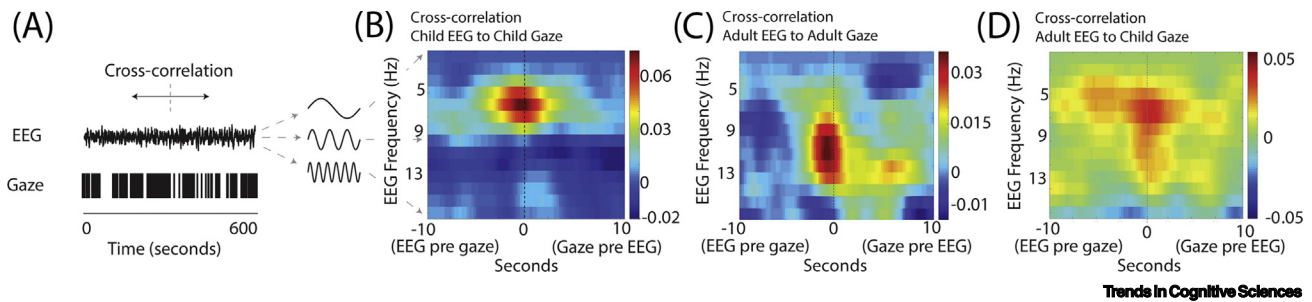 (A)
Cross-correlation
EEG
Gaze
0 600
Time (seconds)
(B)
Cross-correlation
Child EEG to Child Gaze
EEG Frequency (Hz)
5
9
13
0.06
0.03
0
-0.02
-10 0 10
(EEG pre gaze) (Gaze pre EEG)
Seconds
(C)
Cross-correlation
Adult EEG to Adult Gaze
EEG Frequency (Hz)
5
9
13
0.03
0.015
0
-0.01
-10 0 10
(EEG pre gaze) (Gaze pre EEG)
Seconds
(D)
Cross-correlation
Adult EEG to Child Gaze
EEG Frequency (Hz)
5
9
13
0.05
0
-0.05
-10 0 10
(EEG pre gaze) (Gaze pre EEG)
Seconds
Trends in Cognitive Sciences